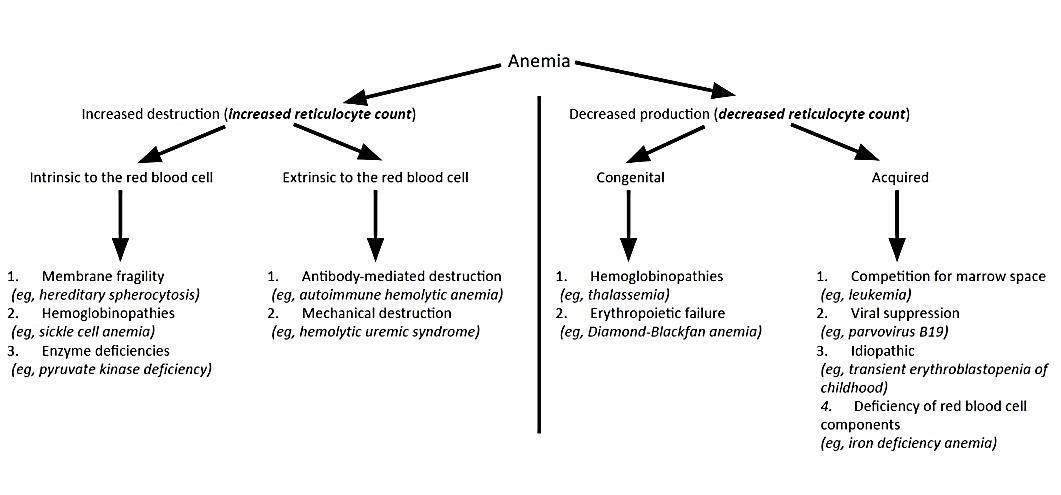 Anemia
Increased destruction (increased reticulocyte count)
Decreased production (decreased reticulocyte count)
Intrinsic to the red blood cell
Extrinsic to the red blood cell
Congenital
Acquired
1. Membrane fragility
(eg, hereditary spherocytosis)
2. Hemoglobinopathies
(eg, sickle cell anemia)
3. Enzyme deficiencies
(eg, pyruvate kinase deficiency)
1. Antibody-mediated destruction
(eg, autoimmune hemolytic anemia)
2. Mechanical destruction
(eg, hemolytic uremic syndrome)
1. Hemoglobinopathies
(eg, thalassemia)
2. Erythropoietic failure
(eg, Diamond-Blackfan anemia)
1. Competition for marrow space
(eg, leukemia)
2. Viral suppression
(eg, parvovirus B19)
3. Idiopathic
(eg, transient erythroblastopenia of
childhood)
4. Deficiency of red blood cell
components
(eg, iron deficiency anemia)